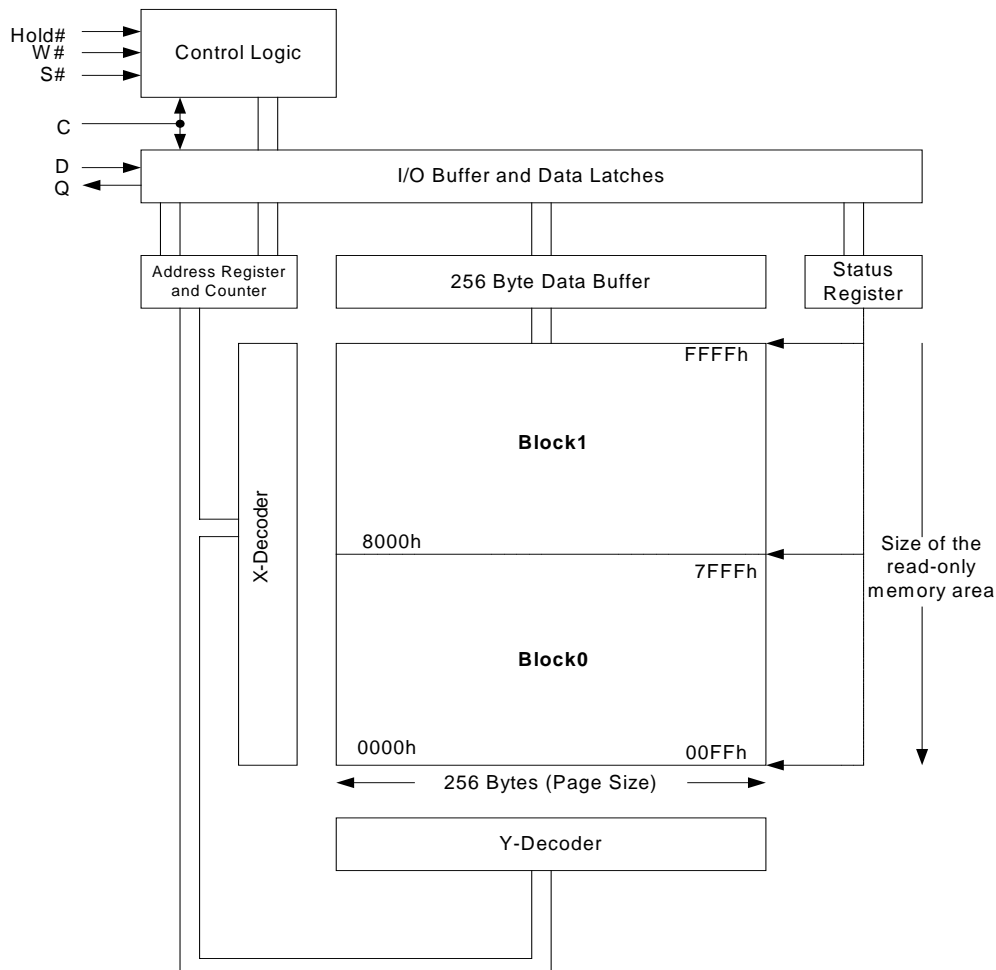 Hold#
W#
S#
Control Logic
C
D
Q
I/O Buffer and Data Latches
Address Register
and Counter
256 Byte Data Buffer
Status
Register
FFFFh
Block1
X-Decoder
8000h
7FFFh
Size of the
read-only
memory area
Block0
0000h
00FFh
256 Bytes (Page Size)
Y-Decoder